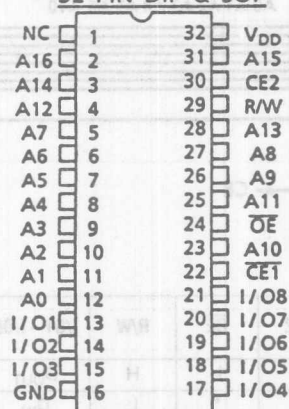 32 PIN DIP & SOP
NC 1 32 VDD
A16 2 31 A15
A14 3 30 CE2
A12 4 29 R/W
A7 5 28 A13
A6 6 27 A8
A5 7 26 A9
A4 8 25 A11
A3 9 24 OE
A2 10 23 A10
A1 11 22 CE1
A0 12 21 I/O8
I/O1 13 20 I/O7
I/O2 14 19 I/O6
I/O3 15 18 I/O5
GND 16 17 I/O4